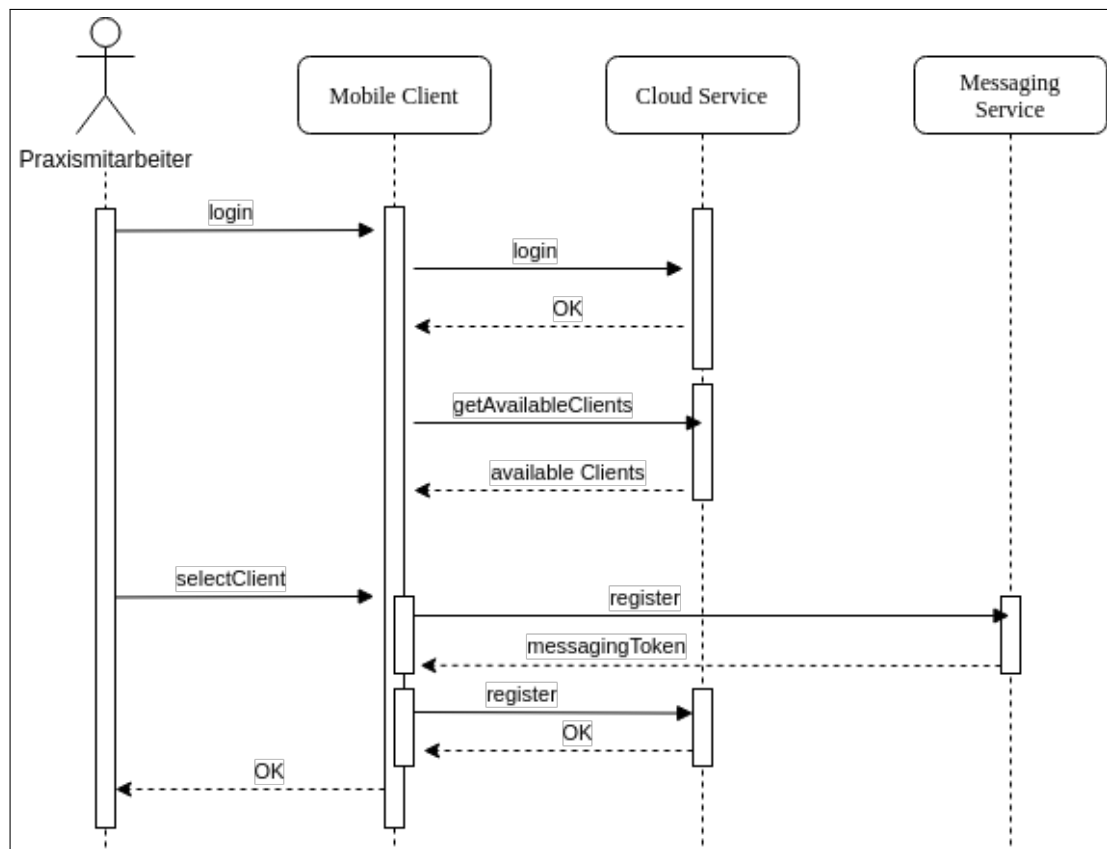 Praxismitarbeiter
Mobile Client
Cloud Service
Messaging
Service
login
login
OK
getAvailableClients
available Clients
selectClient
register
messagingToken
register
OK
OK